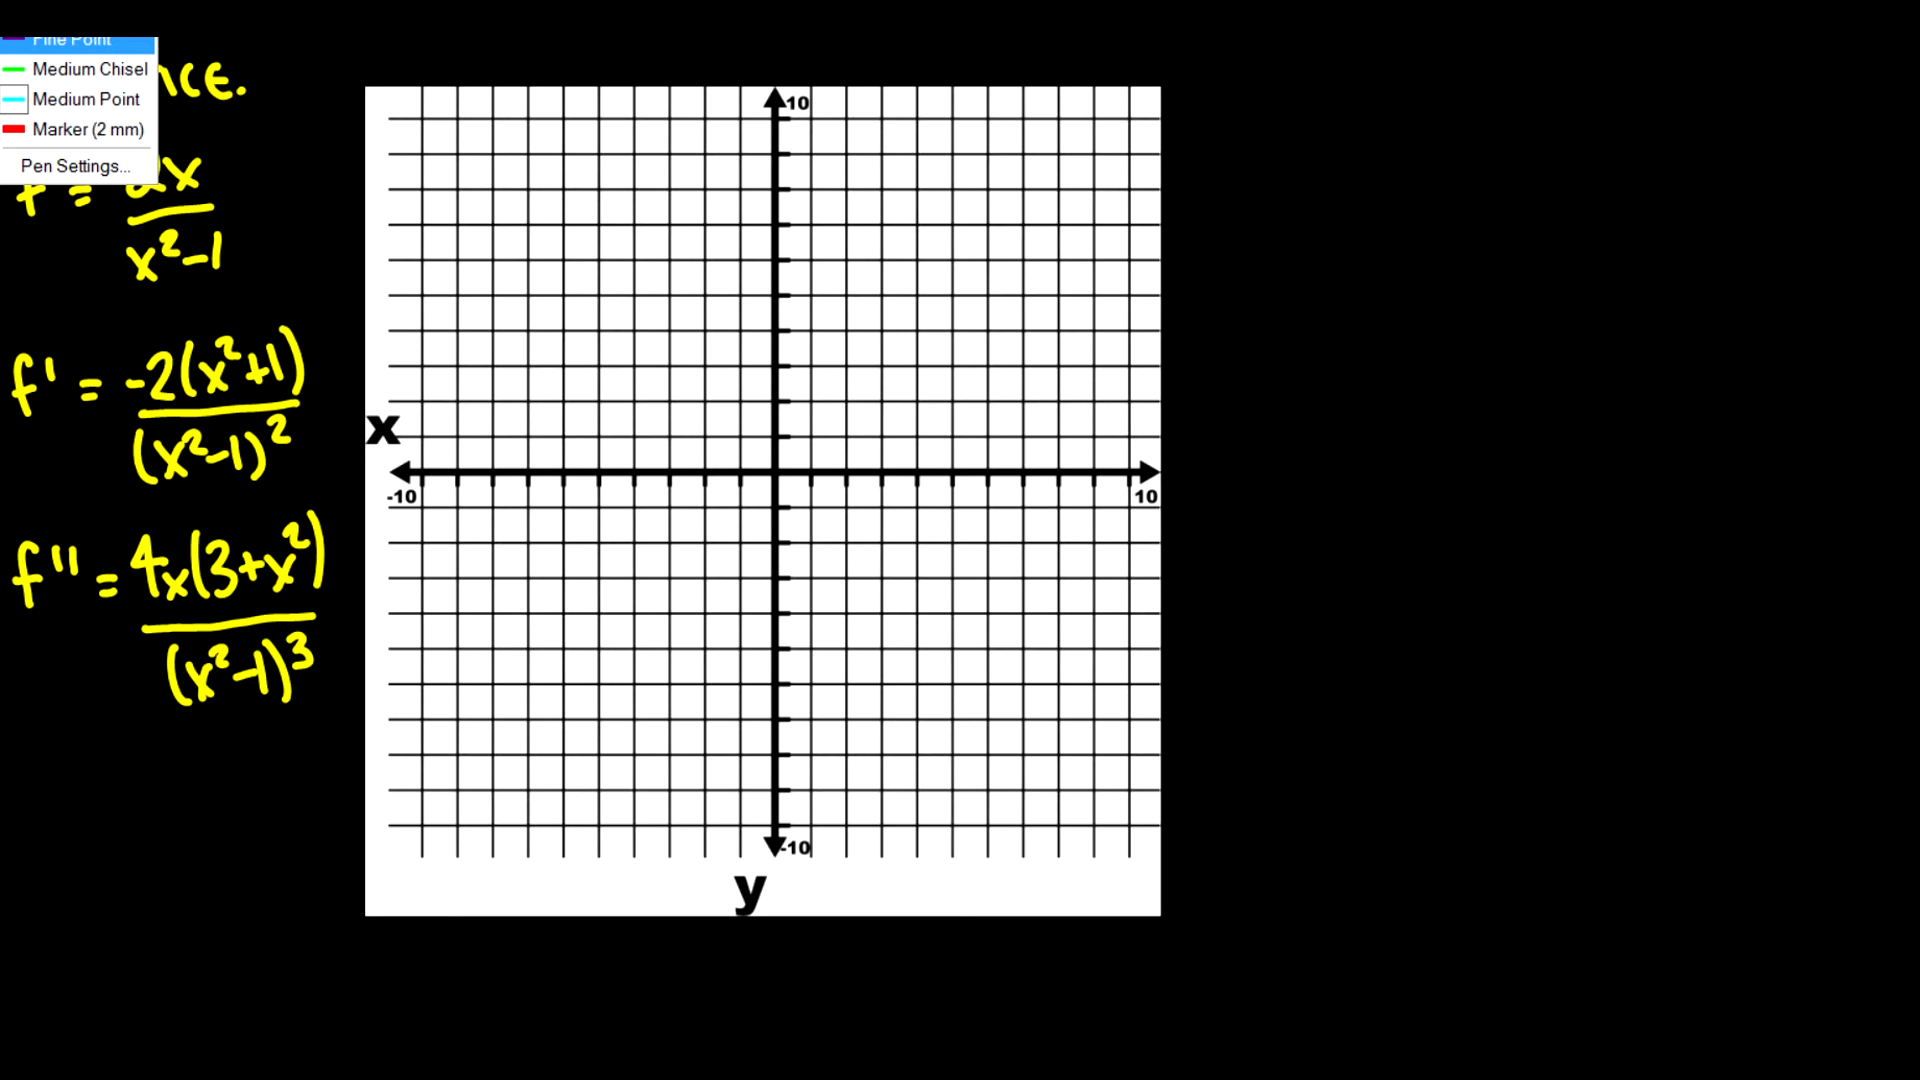 Fine Point
Medium Chisel
Medium Point
Marker (2 mm)
Pen Settings...
f = 2x
x²-1
f' = -2(x²+1)
(x²-1)²
f'' = 4x(3+x²)
(x²-1)³
10
x
-10
10
-10
y